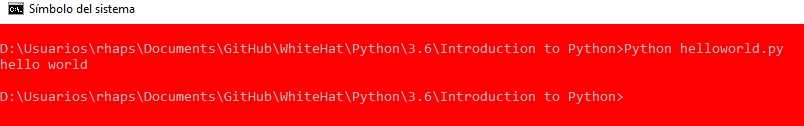 Símbolo del sistema
D:\Usuarios\rhaps\Documents\GitHub\WhiteHat\Python\3.6\Introduction to Python>Python helloworld.py
hello world
D:\Usuarios\rhaps\Documents\GitHub\WhiteHat\Python\3.6\Introduction to Python>